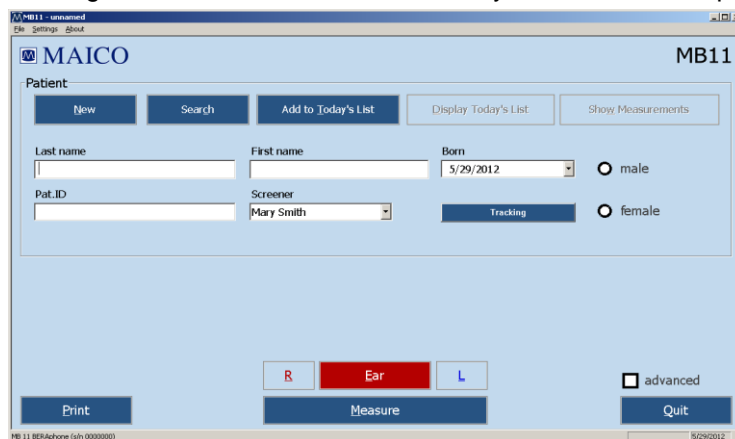 MB11 - unnamed
File Settings About
MAICO
MB11
Patient
New Search Add to Today's List Display Today's List Show Measurements
Last name First name Born
5/29/2012 male
Pat.ID Screener
Mary Smith Tracking female
R Ear L
advanced
Print Measure Quit
MB 11 BERAphone (s/n 0000000) 5/29/2012